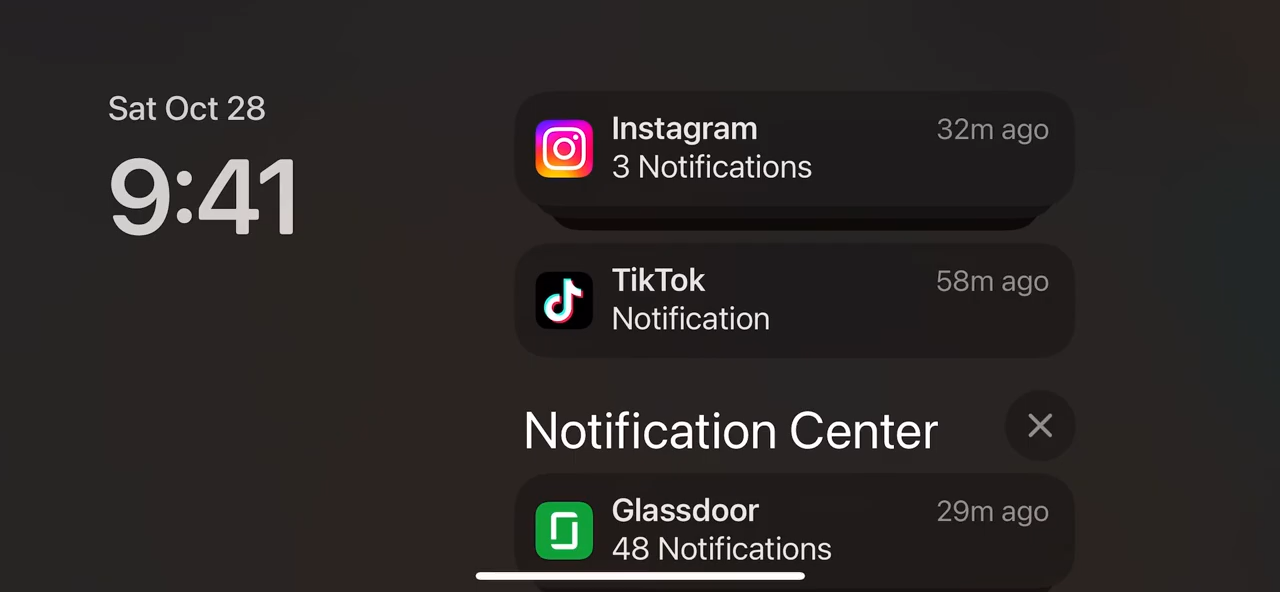 Sat Oct 28
9:41
Instagram
32m ago
3 Notifications
TikTok
58m ago
Notification
Notification Center
Glassdoor
29m ago
48 Notifications